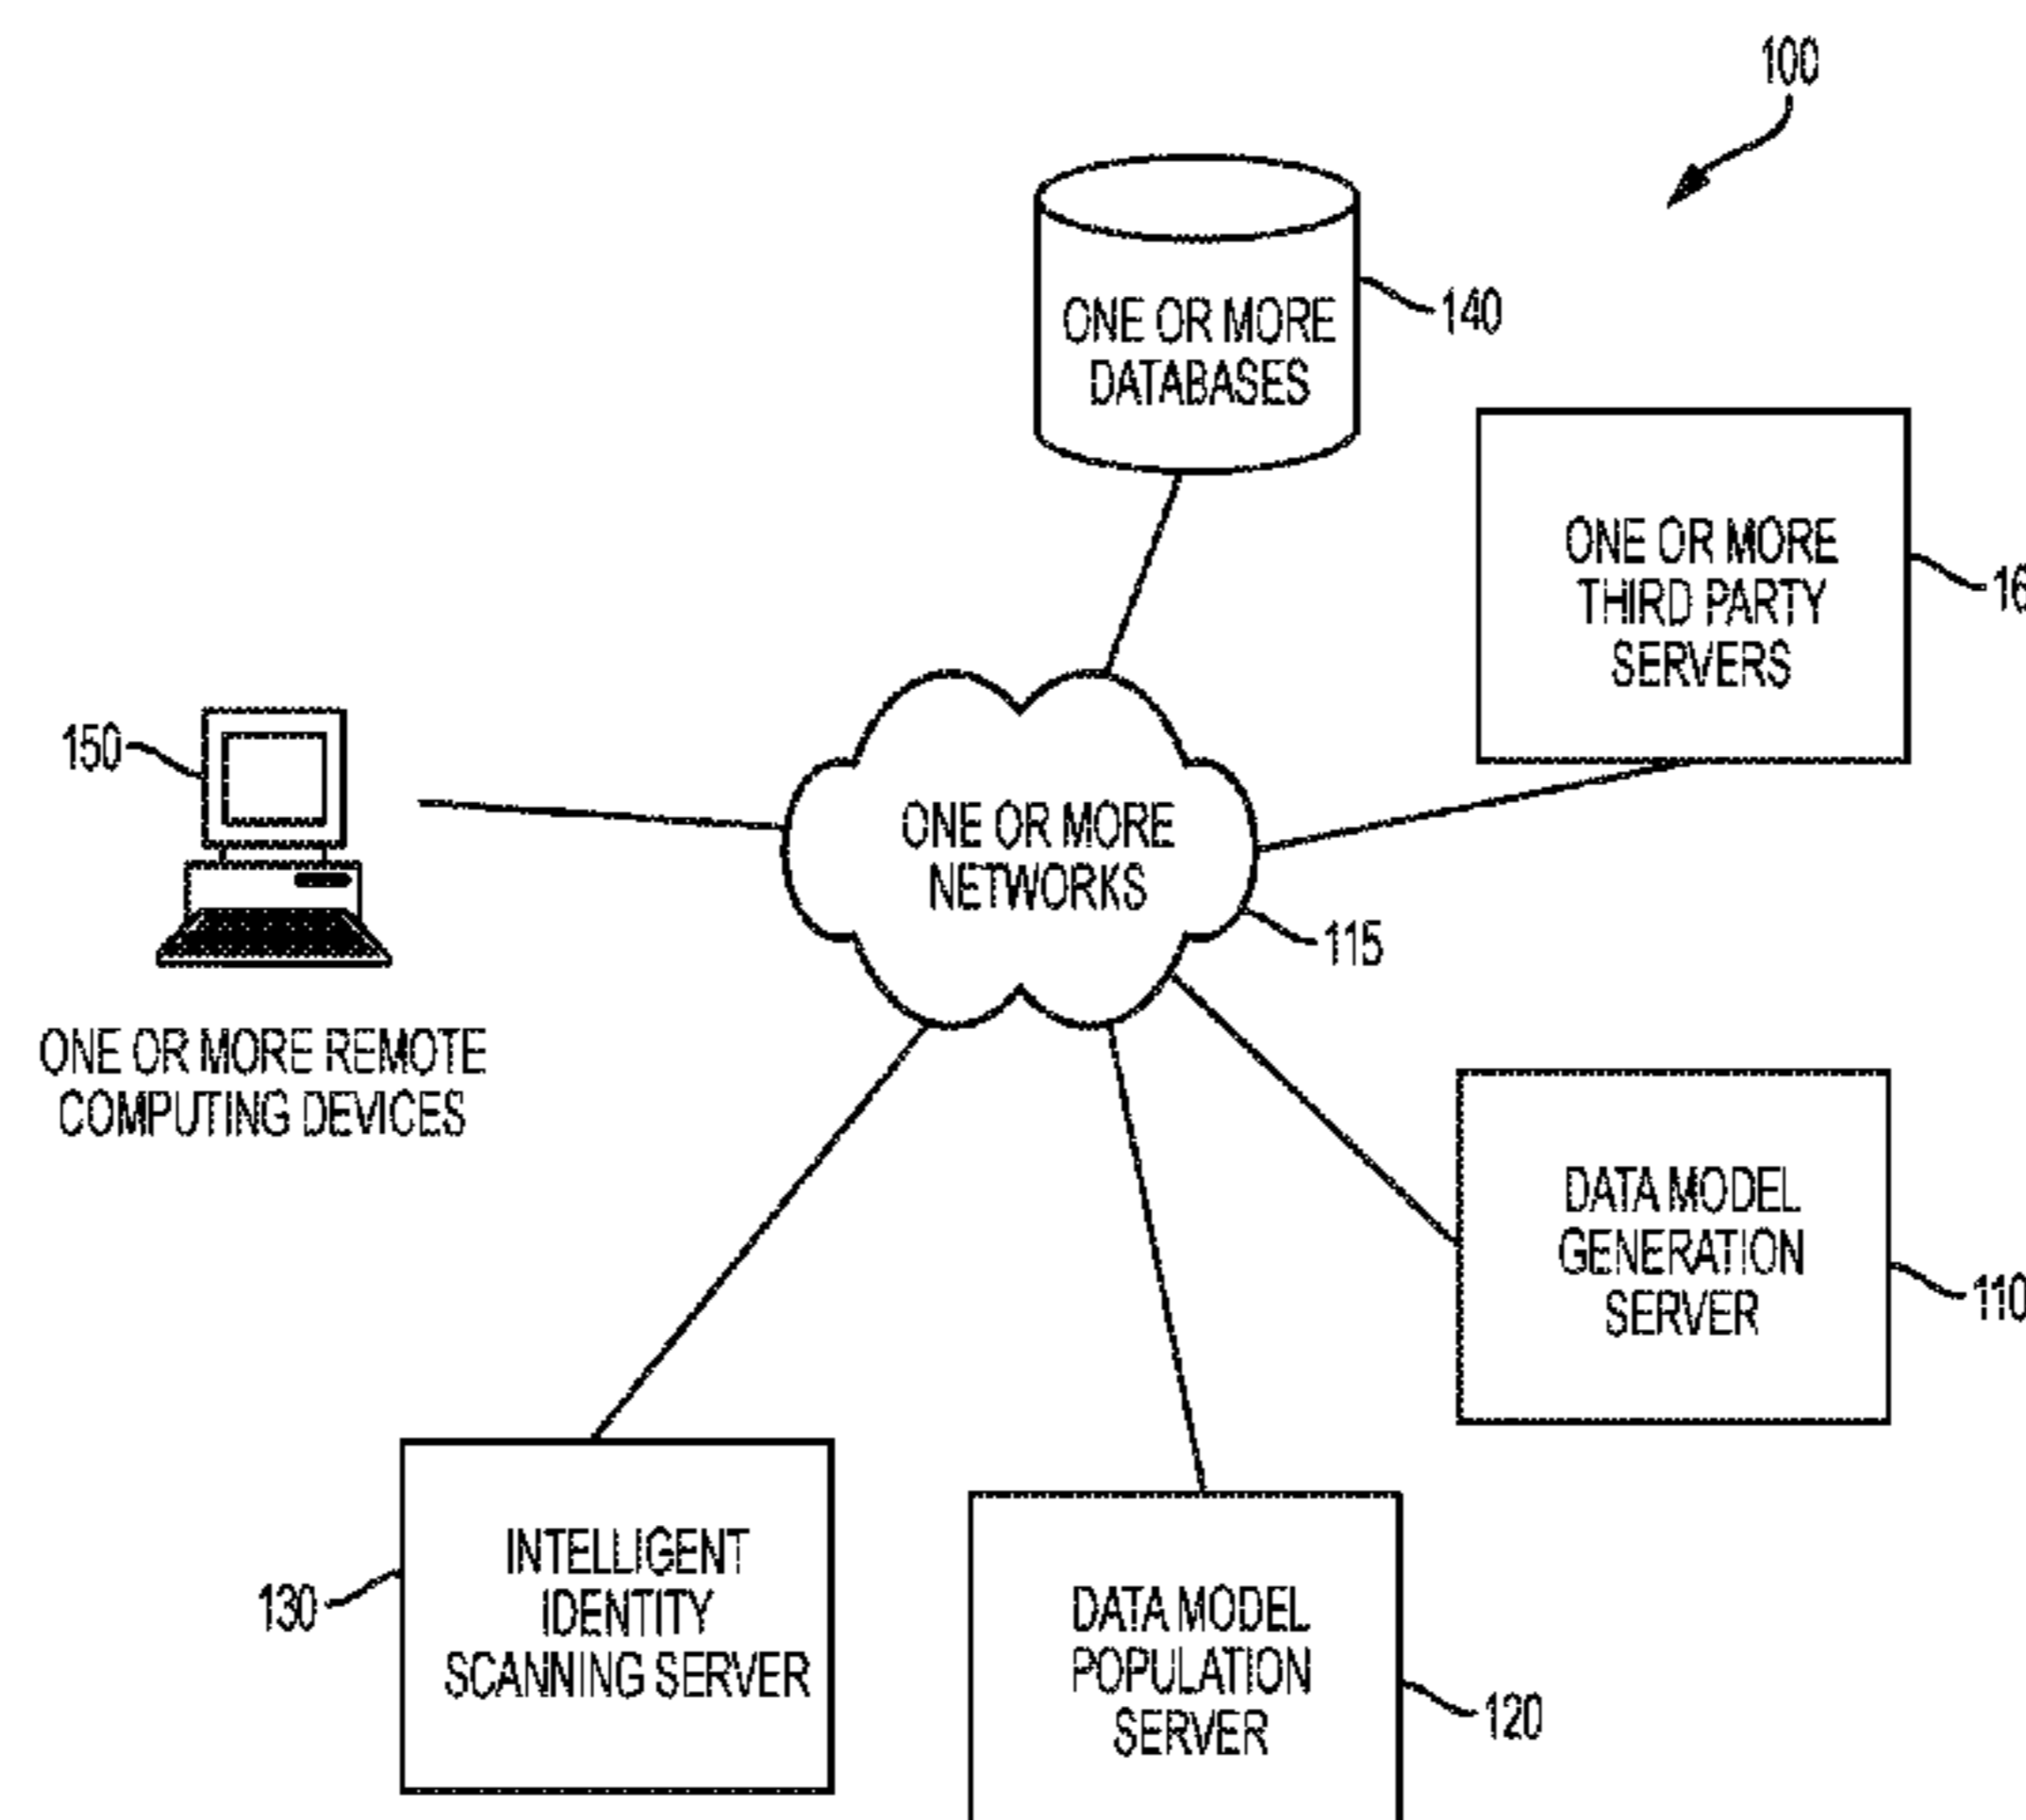 100
ONE OR MORE
DATABASES
140
ONE OR MORE
THIRD PARTY
SERVERS
16
150
ONE OR MORE
NETWORKS
115
ONE OR MORE REMOTE
COMPUTING DEVICES
DATA MODEL
GENERATION
SERVER
110
INTELLIGENT
IDENTITY
SCANNING SERVER
130
DATA MODEL
POPULATION
SERVER
120